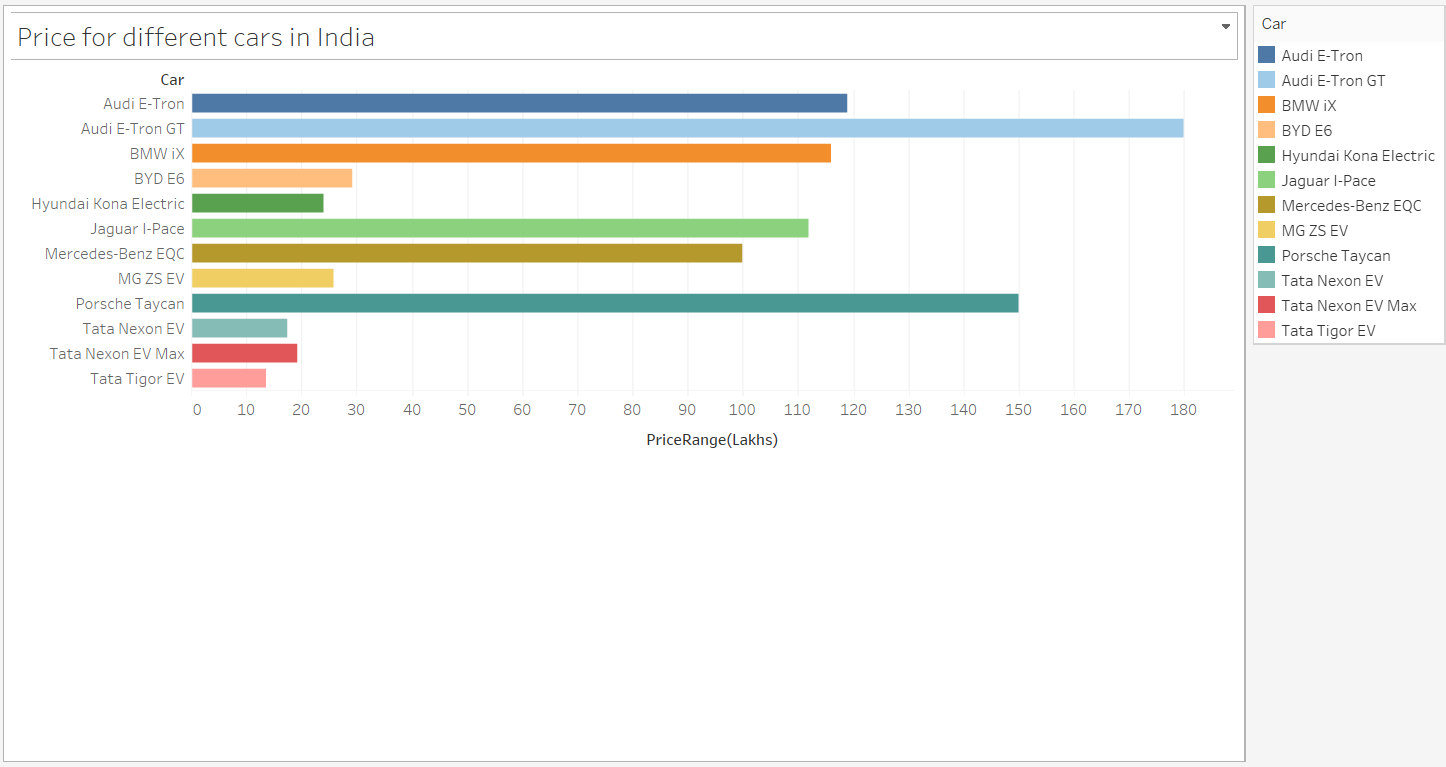 Price for different cars in India
Car
Audi E-Tron
Audi E-Tron GT
BMW iX
BYD E6
Hyundai Kona Electric
Jaguar I-Pace
Mercedes-Benz EQC
MG ZS EV
Porsche Taycan
Tata Nexon EV
Tata Nexon EV Max
Tata Tigor EV
0 10 20 30 40 50 60 70 80 90 100 110 120 130 140 150 160 170 180
PriceRange(Lakhs)
Car
Audi E-Tron
Audi E-Tron GT
BMW iX
BYD E6
Hyundai Kona Electric
Jaguar I-Pace
Mercedes-Benz EQC
MG ZS EV
Porsche Taycan
Tata Nexon EV
Tata Nexon EV Max
Tata Tigor EV